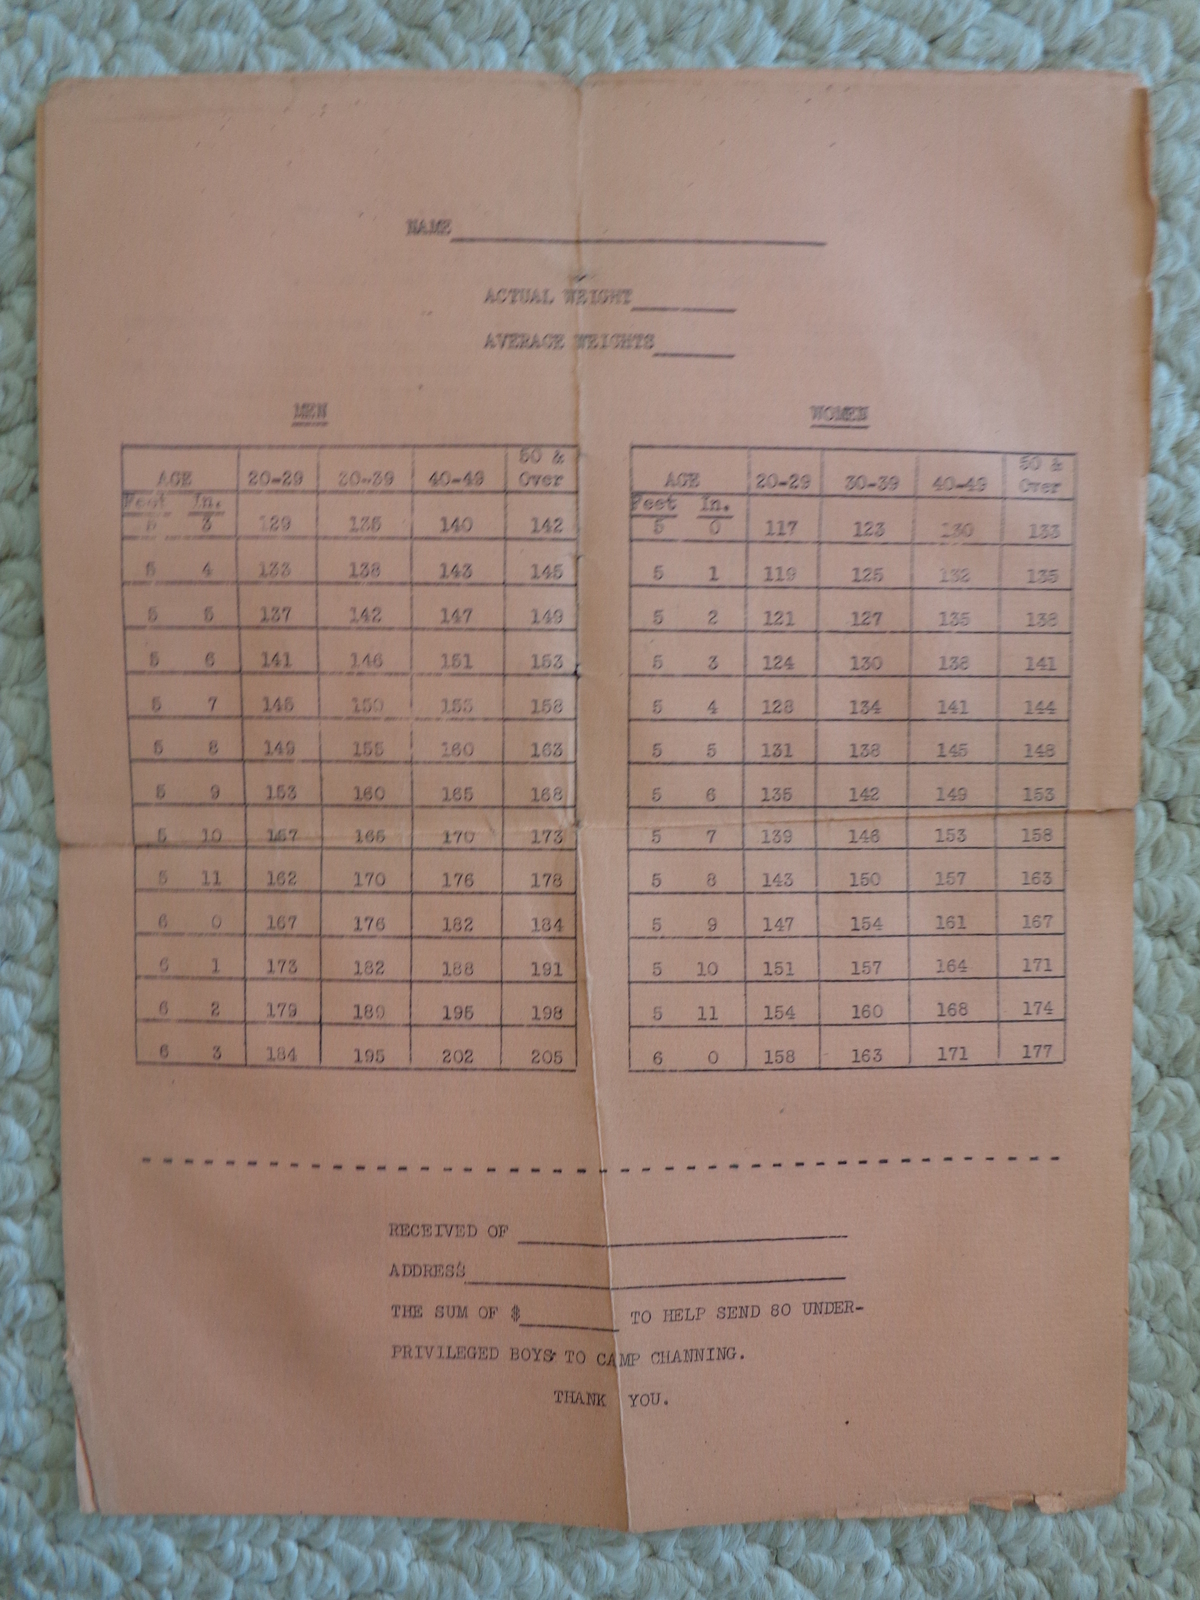 NAME
ACTUAL WEIGHT
AVERAGE WEIGHTS
MEN
AGE 20-29 30-39 40-49 50 & Over
Feet In.
5 3 129 135 140 142
5 4 133 138 143 145
5 5 137 142 147 149
5 6 141 146 151 153
5 7 145 150 155 158
5 8 149 155 160 163
5 9 153 160 165 168
5 10 157 165 170 173
5 11 162 170 176 178
6 0 167 176 182 184
6 1 173 182 188 191
6 2 179 189 195 198
6 3 184 195 202 205
WOMEN
AGE 20-29 30-39 40-49 50 & Over
Feet In.
5 0 117 123 130 133
5 1 119 125 132 135
5 2 121 127 135 138
5 3 124 130 138 141
5 4 128 134 141 144
5 5 131 138 145 148
5 6 135 142 149 153
5 7 139 146 153 158
5 8 143 150 157 163
5 9 147 154 161 167
5 10 151 157 164 171
5 11 154 160 168 174
6 0 158 163 171 177
RECEIVED OF
ADDRESS
THE SUM OF $ TO HELP SEND 80 UNDER-
PRIVILEGED BOYS TO CAMP CHANNING.
THANK YOU.